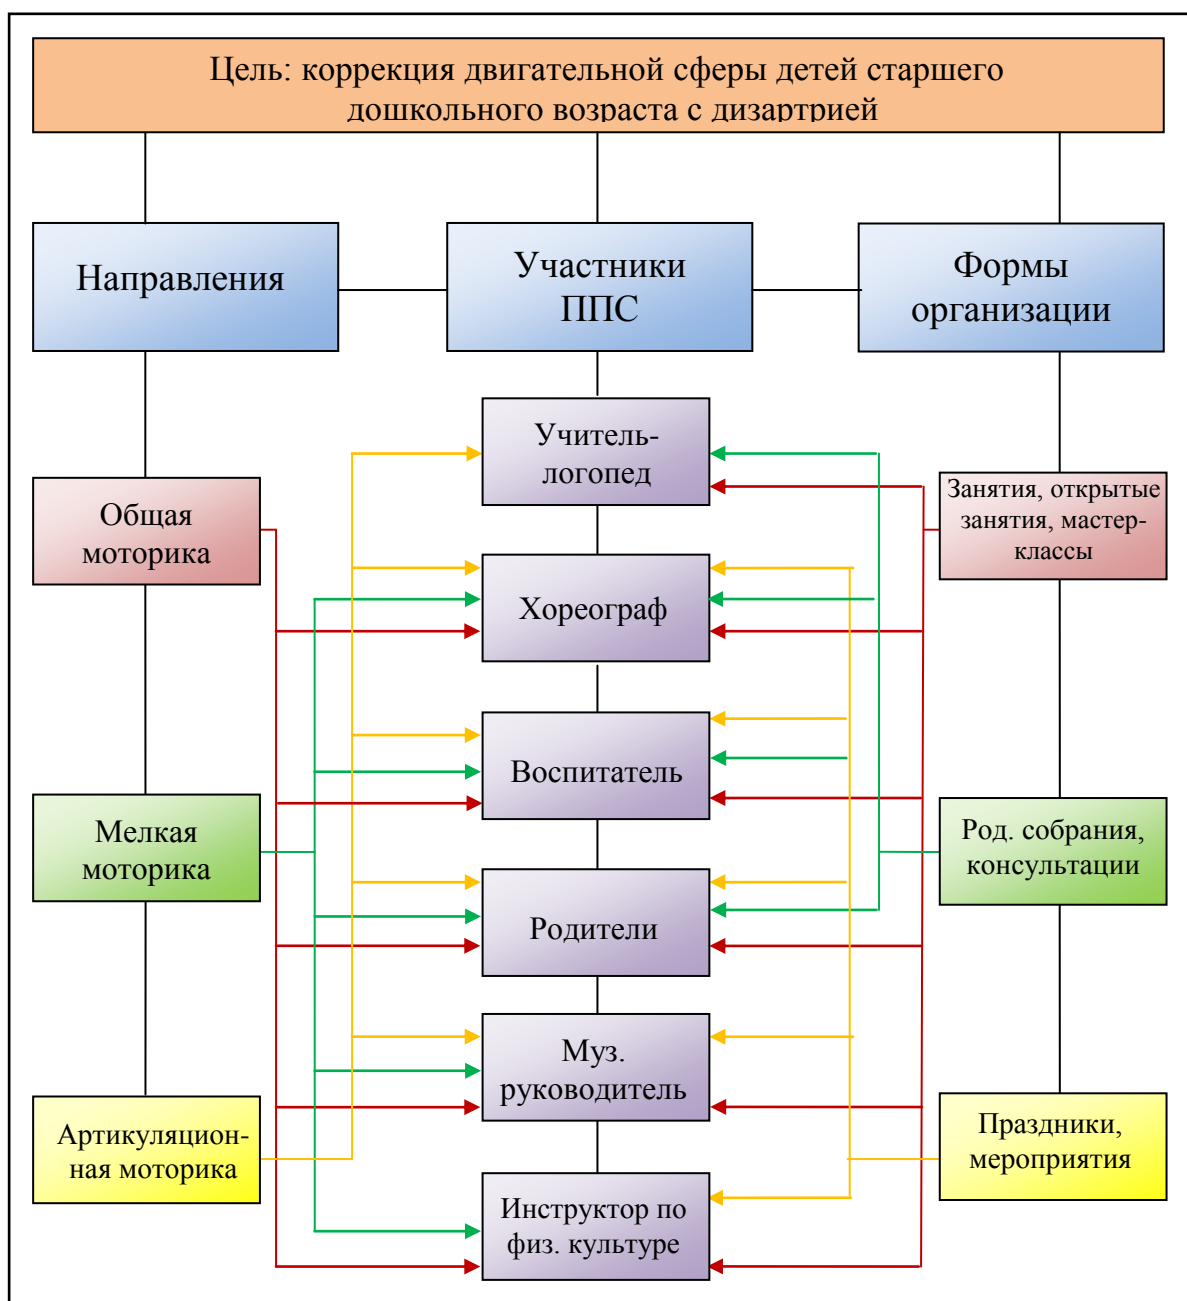 Цель: коррекция двигательной сферы детей старшего
дошкольного возраста с дизартрией
Направления
Участники
ППС
Формы
организации
Учитель-
логопед
Общая
моторика
Занятия, открытые
занятия, мастер-
классы
Хореограф
Воспитатель
Мелкая
моторика
Род. собрания,
консультации
Родители
Муз.
руководитель
Артикуляцион-
ная моторика
Праздники,
мероприятия
Инструктор по
физ. культуре